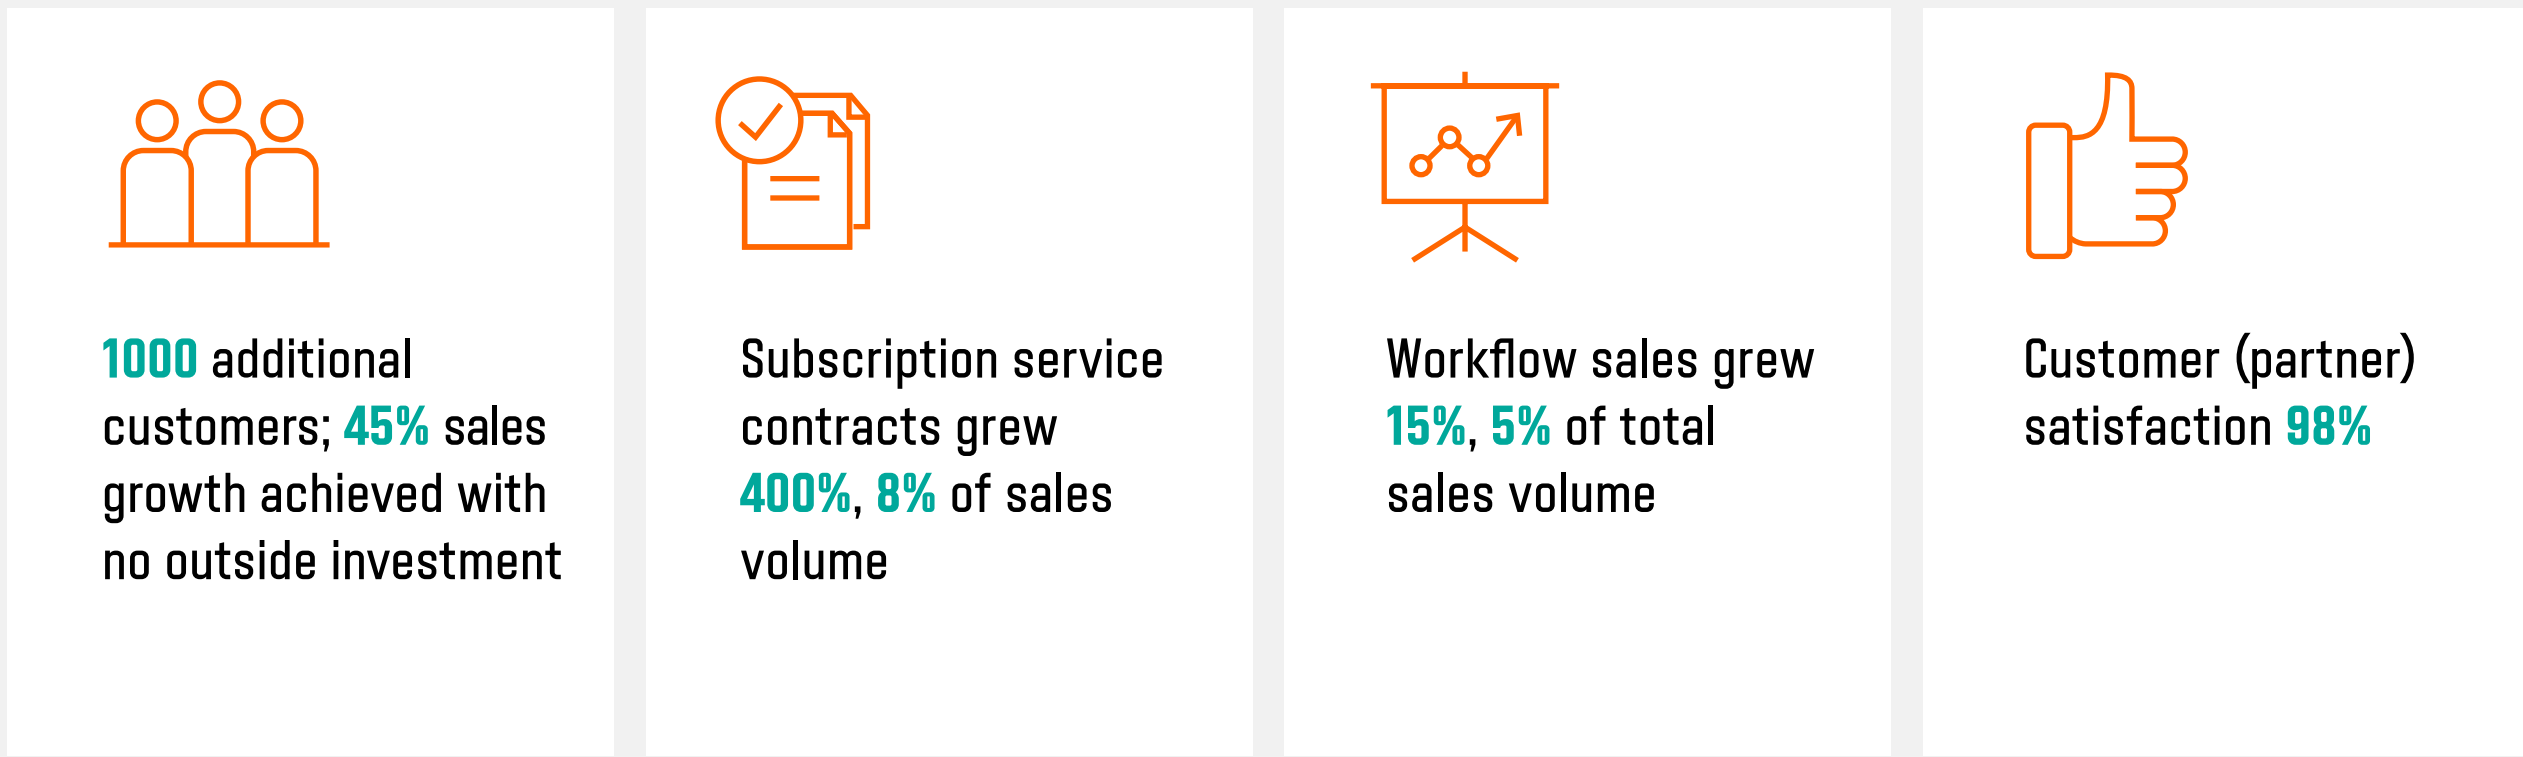 1000 additional
customers; 45% sales
growth achieved with
no outside investment
Subscription service
contracts grew
400%, 8% of sales
volume
Workflow sales grew
15%, 5% of total
sales volume
Customer (partner)
satisfaction 98%